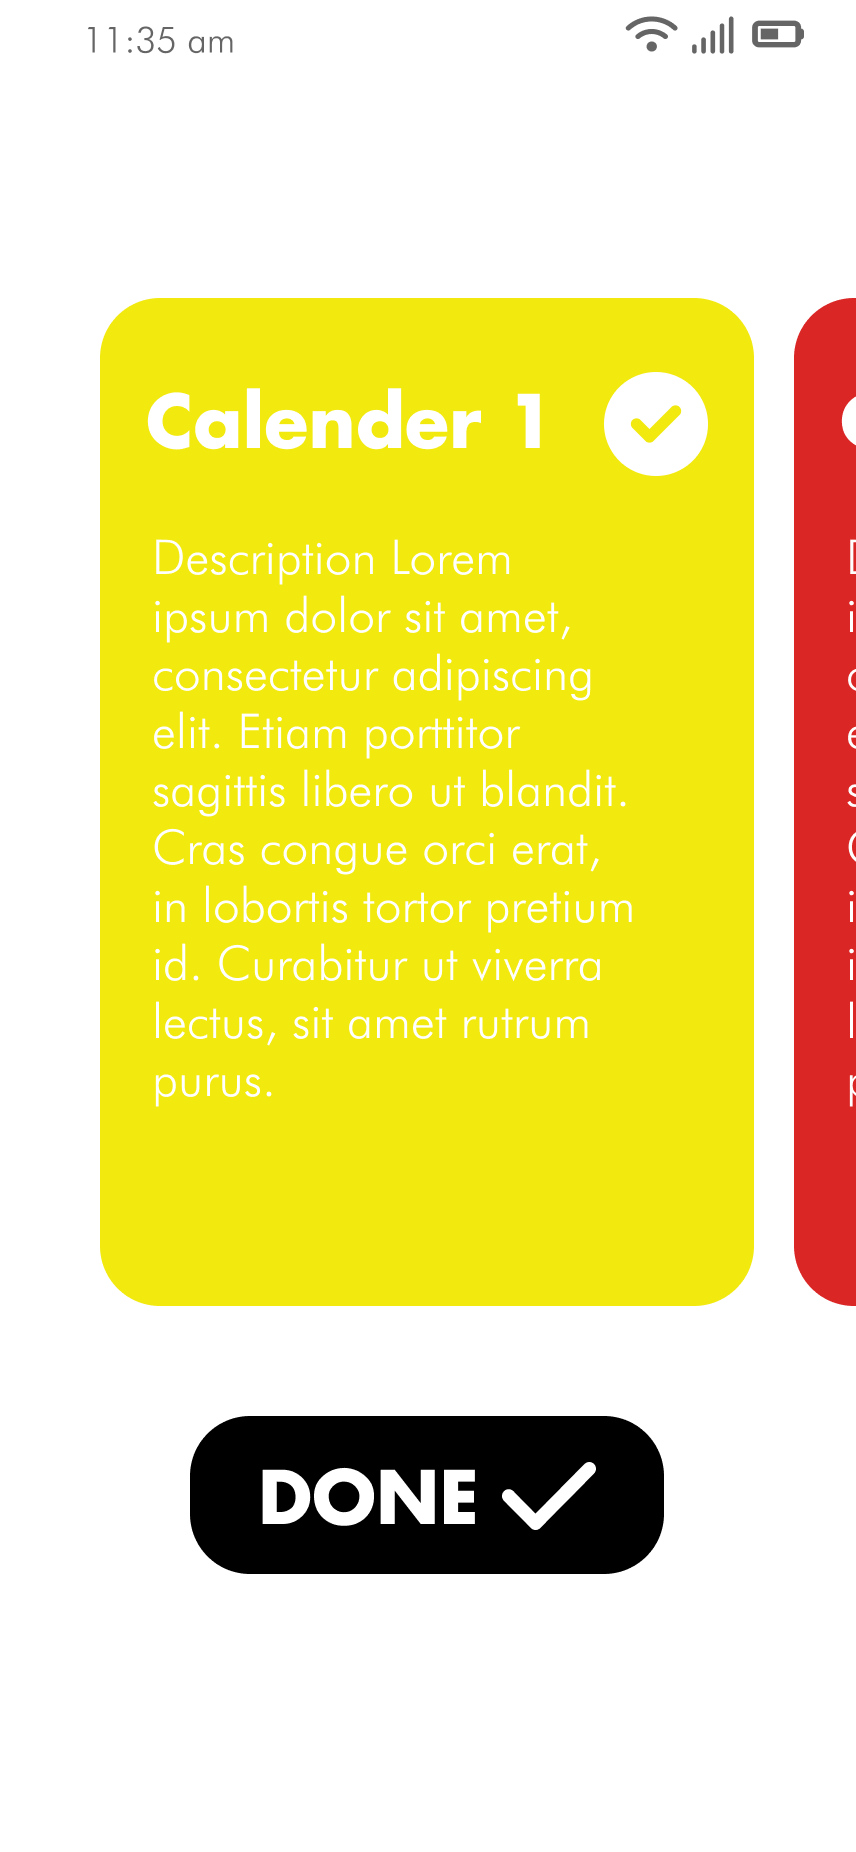 11:35 am
Calender 1
Description Lorem
ipsum dolor sit amet,
consectetur adipiscing
elit. Etiam porttitor
sagittis libero ut blandit.
Cras congue orci erat,
in lobortis tortor pretium
id. Curabitur ut viverra
lectus, sit amet rutrum
purus.
DONE